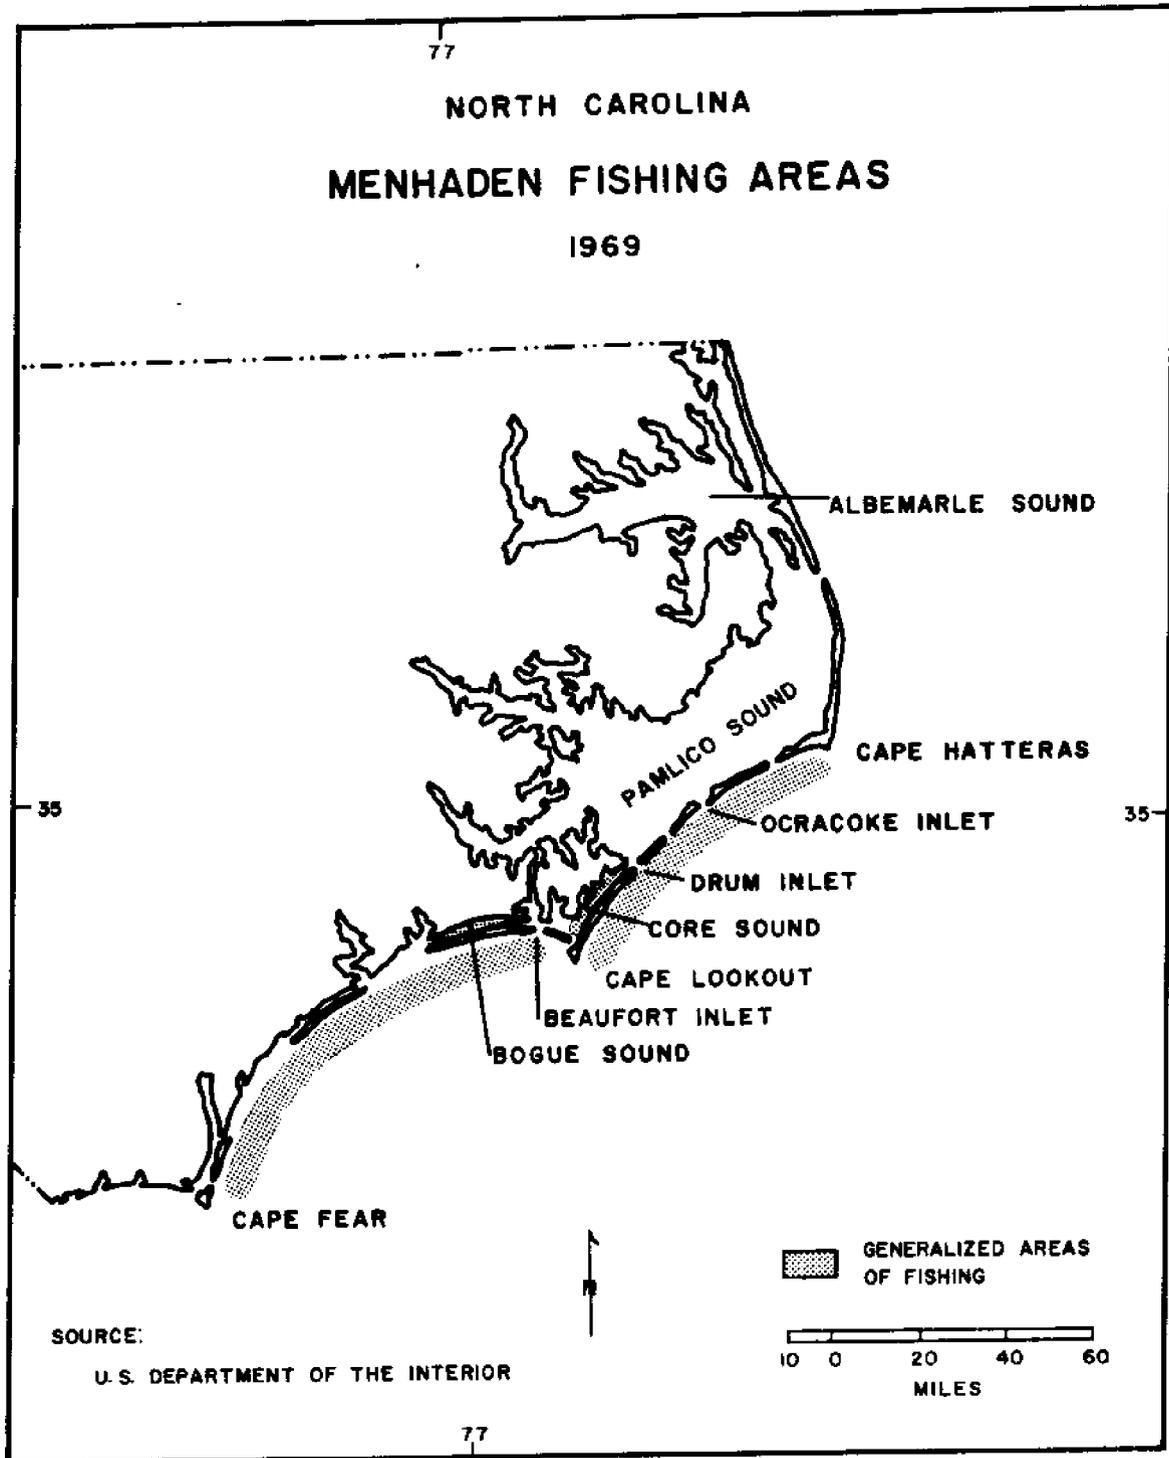 77
NORTH CAROLINA
MENHADEN FISHING AREAS
1969
ALBEMARLE SOUND
PAMLICO SOUND
CAPE HATTERAS
35
35
OCRACOKE INLET
DRUM INLET
CORE SOUND
CAPE LOOKOUT
BEAUFORT INLET
BOGUE SOUND
CAPE FEAR
N
GENERALIZED AREAS
OF FISHING
SOURCE:
U.S. DEPARTMENT OF THE INTERIOR
10 0 20 40 60
MILES
77